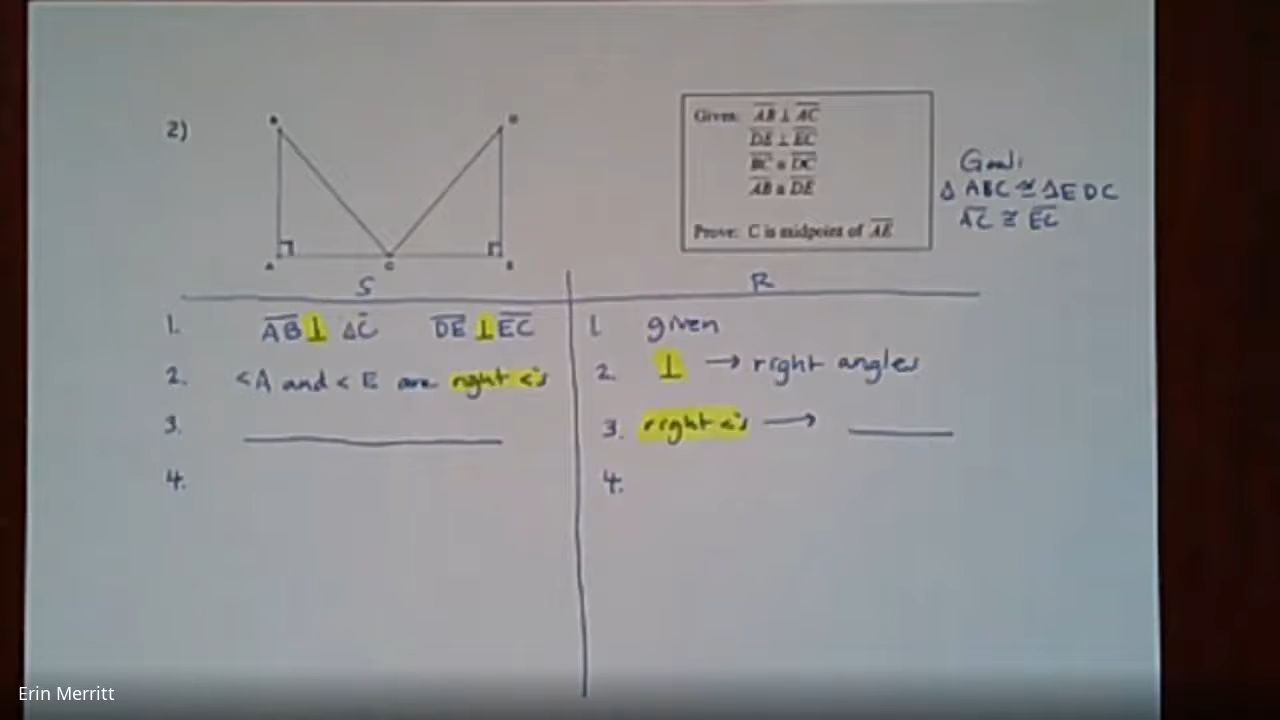 2)
B
D
A
C
E
Given: AB ⊥ AC
DE ⊥ EC
BC ≅ DC
AB ≅ DE
Prove: C is midpoint of AE
Goal:
△ ABC ≅ △EDC
AC ≅ EC
S
R
1. AB ⊥ AC DE ⊥ EC
1. given
2. <A and < E are right <'s
2. ⊥ → right angles
3.
3. right <'s →
4.
4.
Erin Merritt